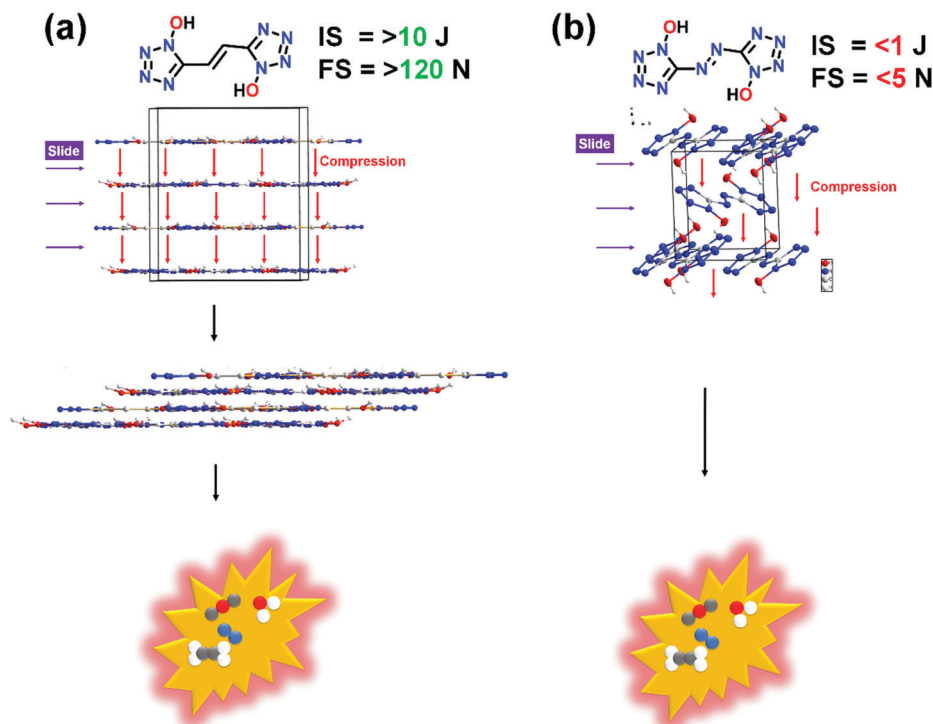 (a)
OH
N
N
N
N
N
N
N
N
HO
IS = >10 J
FS = >120 N
Slide
Compression
(b)
OH
N
N
N
N
N
N
N
N
N
N
HO
IS = <1 J
FS = <5 N
Slide
Compression